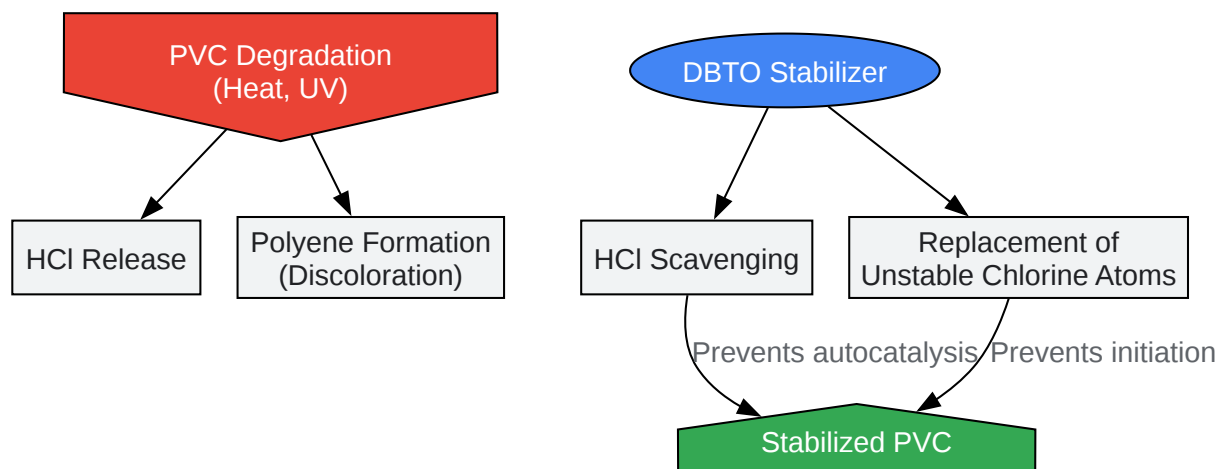 PVC Degradation
(Heat, UV)
DBTO Stabilizer
HCl Release
Polyene Formation
(Discoloration)
HCl Scavenging
Replacement of
Unstable Chlorine Atoms
Prevents autocatalysis
Prevents initiation
Stabilized PVC